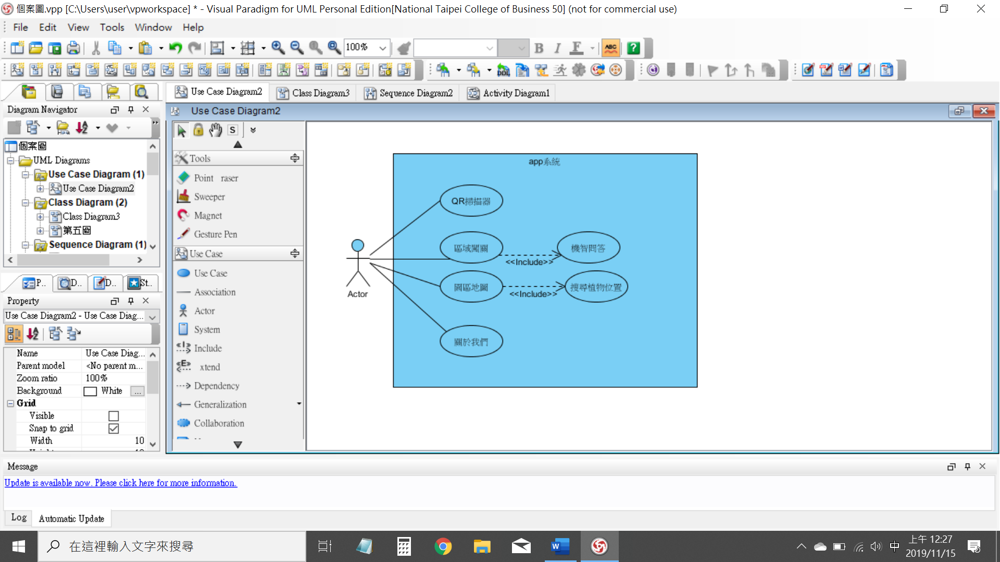 個案圖.vpp [C:\Users\user\vpworkspace] * - Visual Paradigm for UML Personal Edition[National Taipei College of Business 50] (not for commercial use)
File Edit View Tools Window Help
100%
B I F ABC ?
Use Case Diagram2 Class Diagram3 Sequence Diagram2 Activity Diagram1
Diagram Navigator
Use Case Diagram2
S
個案圖
UML Diagrams
Use Case Diagram (1)
Use Case Diagram2
Class Diagram (2)
Class Diagram3
第五圖
Sequence Diagram (1)
P.. D.. D.. St..
Property
Use Case Diagram2 - Use Case Diag...
Name Use Case Diag...
Parent model <No parent m...
Zoom ratio 100%
Background White ...
Grid
Visible
Snap to grid
Width 10
Tools
Point raser
Sweeper
Magnet
Gesture Pen
Use Case
Use Case
Association
Actor
System
Include
xtend
Dependency
Generalization
Collaboration
app系統
QR掃描器
區域闖關
<<Include>>
機智問答
園區地圖
<<Include>>
搜尋植物位置
關於我們
Actor
Message
Update is available now. Please click here for more information.
Log Automatic Update
在這裡輸入文字來搜尋
中
上午 12:27
2019/11/15